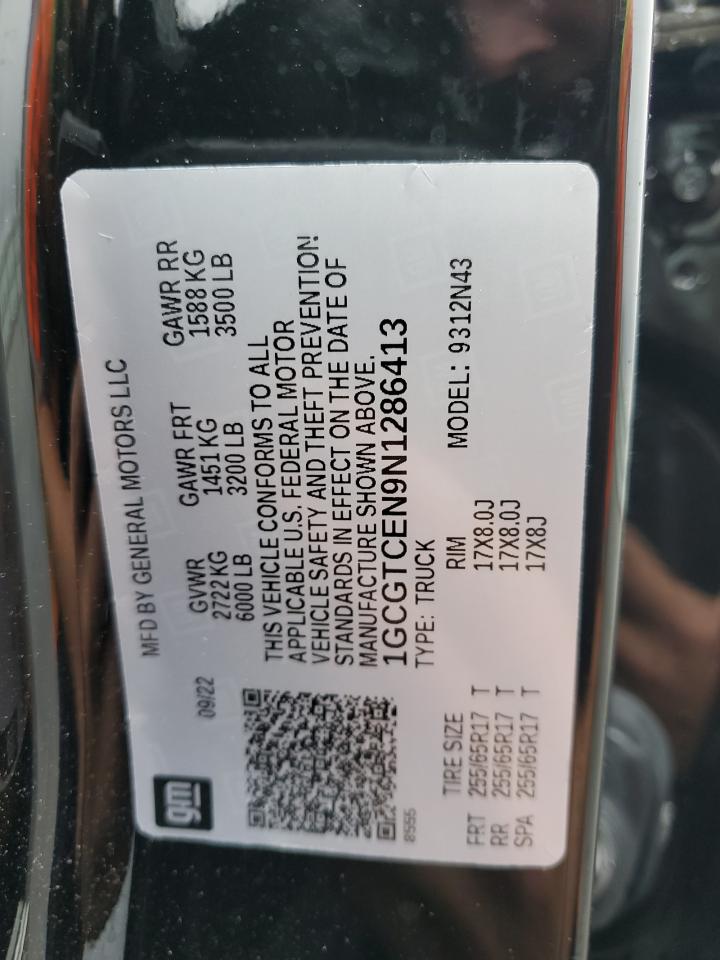 gm
MFD BY GENERAL MOTORS LLC
09/22
GVWR GAWR FRT GAWR RR
2722 KG 1451 KG 1588 KG
6000 LB 3200 LB 3500 LB
THIS VEHICLE CONFORMS TO ALL
APPLICABLE U.S. FEDERAL MOTOR
VEHICLE SAFETY AND THEFT PREVENTION
STANDARDS IN EFFECT ON THE DATE OF
MANUFACTURE SHOWN ABOVE.
1GCGTCEN9N1286413
TYPE: TRUCK
8555
MODEL: 9312N43
TIRE SIZE RIM
FRT 255/65R17 T 17X8.0J
RR 255/65R17 T 17X8.0J
SPA 255/65R17 T 17X8J